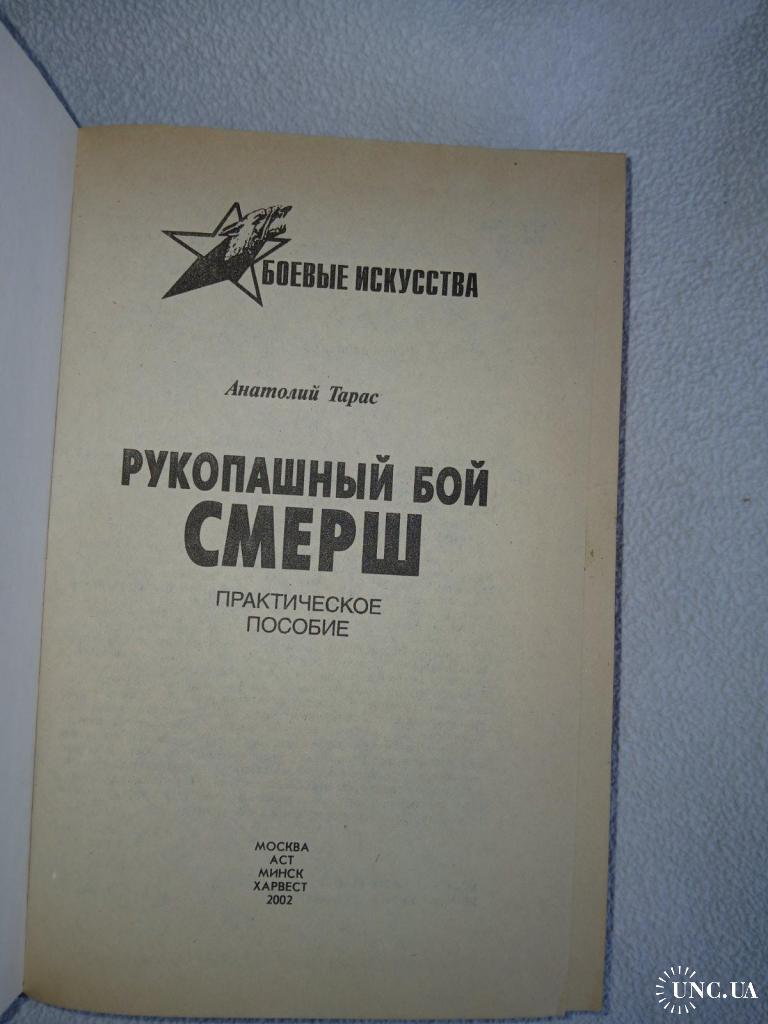 БОЕВЫЕ ИСКУССТВА
Анатолий Тарас
РУКОПАШНЫЙ БОЙ
СМЕРШ
ПРАКТИЧЕСКОЕ
ПОСОБИЕ
МОСКВА
АСТ
МИНСК
ХАРВЕСТ
2002
UNC.UA